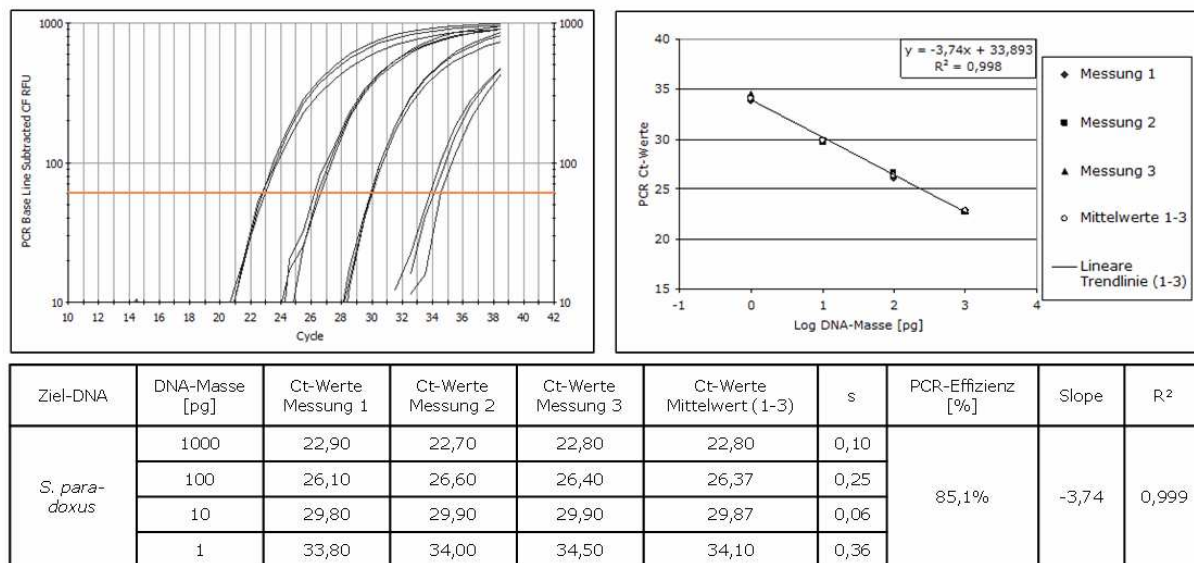 1000
100
10
1000
100
10
PCR Base Line Subtracted CF RFU
10 12 14 16 18 20 22 24 26 28 30 32 34 36 38 40 42
Cycle
40
35
30
25
20
15
PCR Ct-Werte
-1 0 1 2 3 4
Log DNA-Masse [pg]
y = -3,74x + 33,893
R² = 0,998
Messung 1
Messung 2
Messung 3
Mittelwerte 1-3
Lineare
Trendlinie (1-3)
Ziel-DNA
DNA-Masse
[pg]
Ct-Werte
Messung 1
Ct-Werte
Messung 2
Ct-Werte
Messung 3
Ct-Werte
Mittelwert (1-3)
s
PCR-Effizienz
[%]
Slope
R²
S. para-
doxus
1000 22,90 22,70 22,80 22,80 0,10
100 26,10 26,60 26,40 26,37 0,25
10 29,80 29,90 29,90 29,87 0,06
1 33,80 34,00 34,50 34,10 0,36
85,1% -3,74 0,999